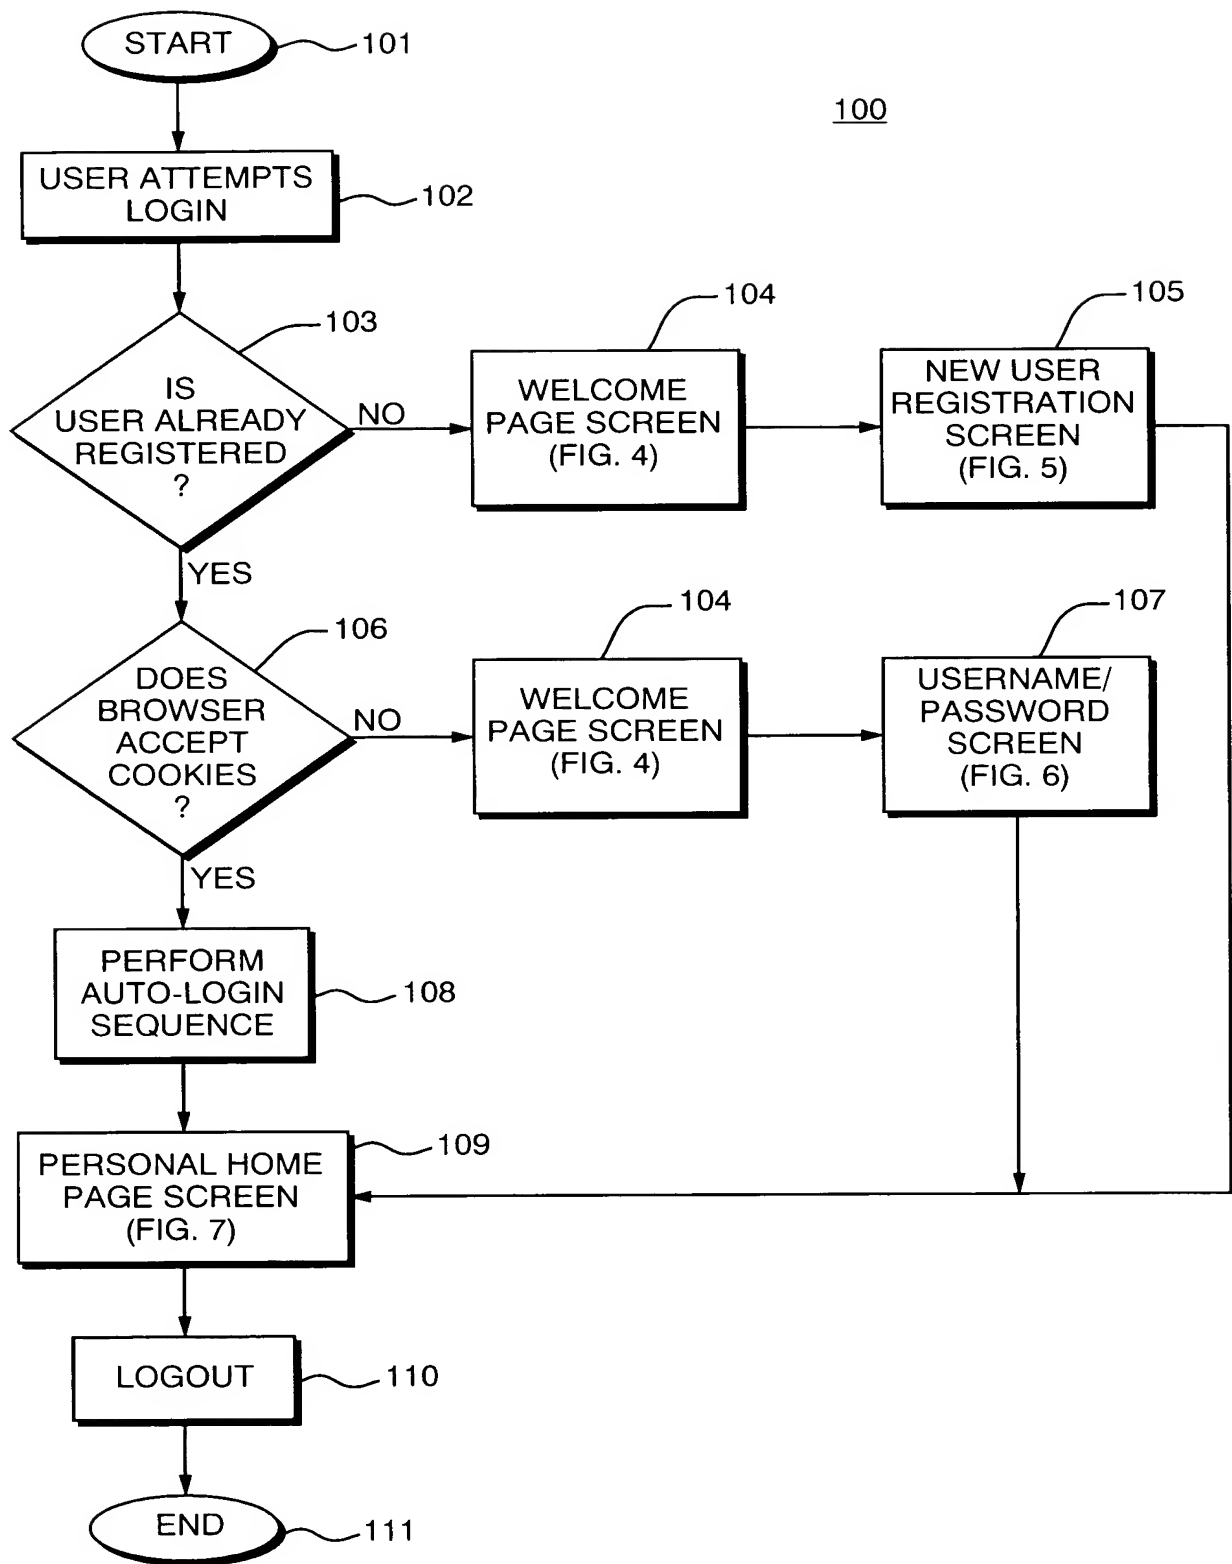 START
101
100
USER ATTEMPTS
LOGIN
102
103
IS
USER ALREADY
REGISTERED
?
NO
104
WELCOME
PAGE SCREEN
(FIG. 4)
105
NEW USER
REGISTRATION
SCREEN
(FIG. 5)
YES
106
DOES
BROWSER
ACCEPT
COOKIES
?
NO
104
WELCOME
PAGE SCREEN
(FIG. 4)
107
USERNAME/
PASSWORD
SCREEN
(FIG. 6)
YES
PERFORM
AUTO-LOGIN
SEQUENCE
108
109
PERSONAL HOME
PAGE SCREEN
(FIG. 7)
LOGOUT
110
END
111